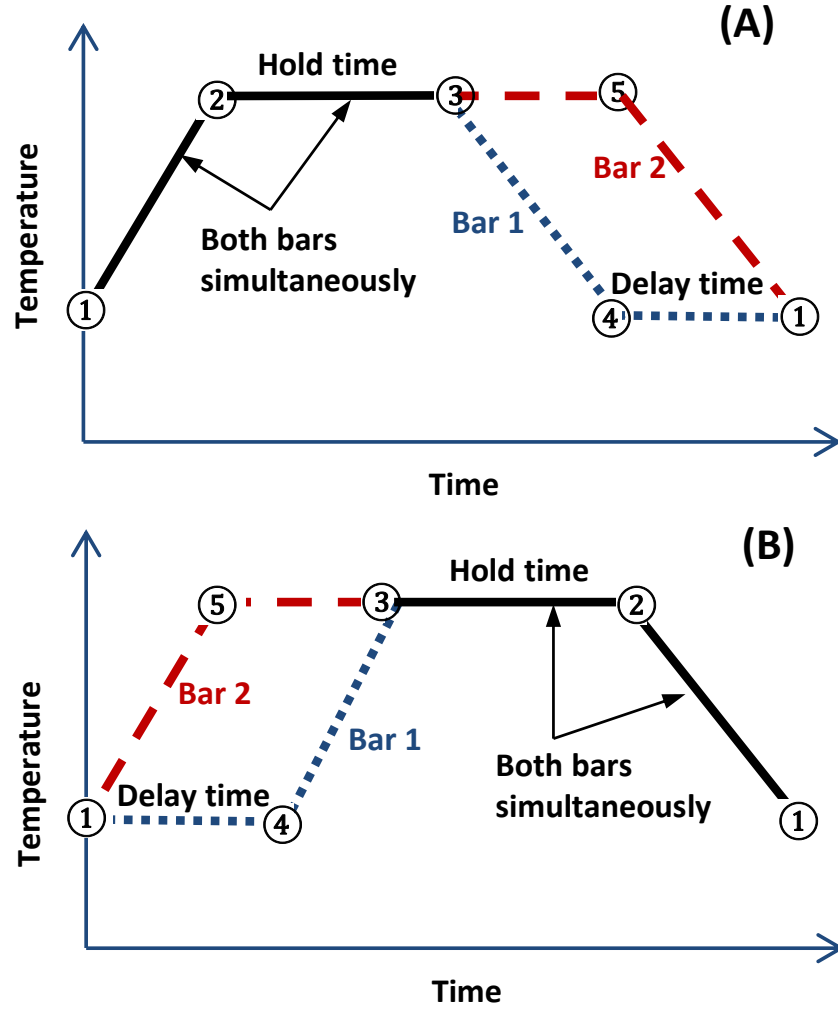 (A)
Hold time
2
3
5
Bar 2
Bar 1
Both bars
simultaneously
Delay time
1
4
1
Temperature
Time
(B)
Hold time
5
3
2
Bar 2
Bar 1
Both bars
simultaneously
Delay time
1
4
1
Temperature
Time